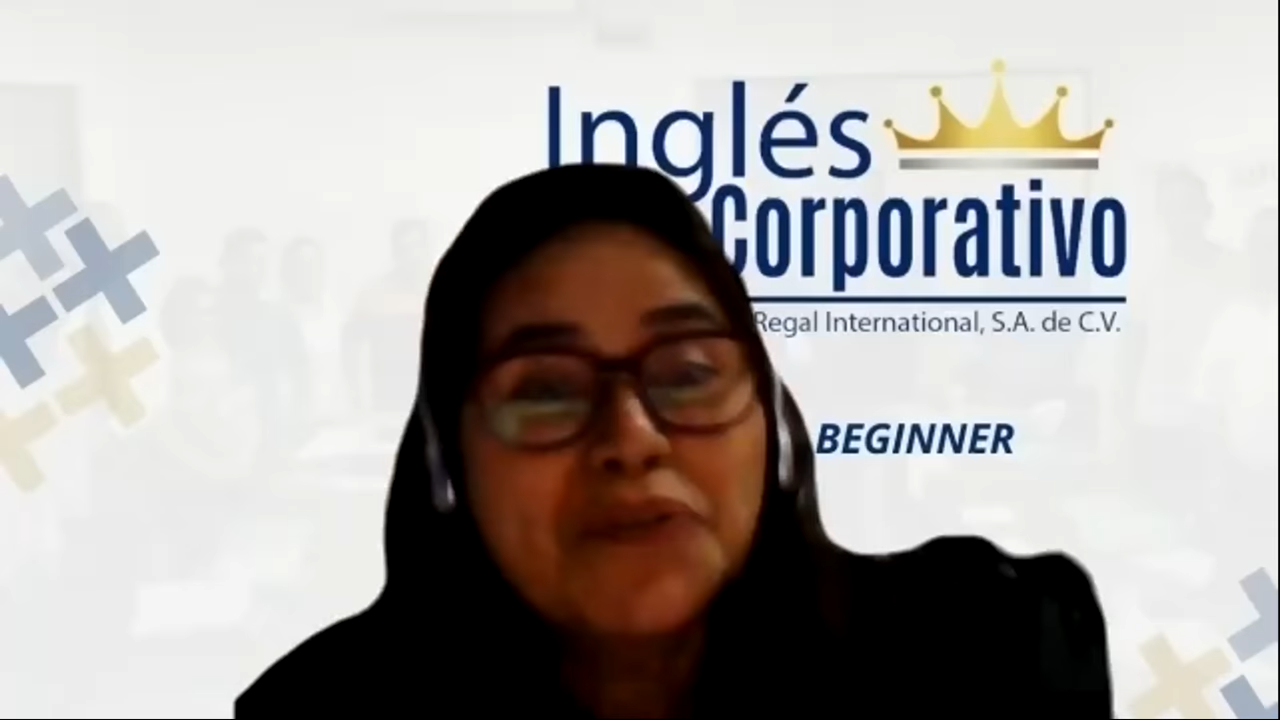 Inglés
Corporativo
Regal International, S.A. de C.V.
BEGINNER